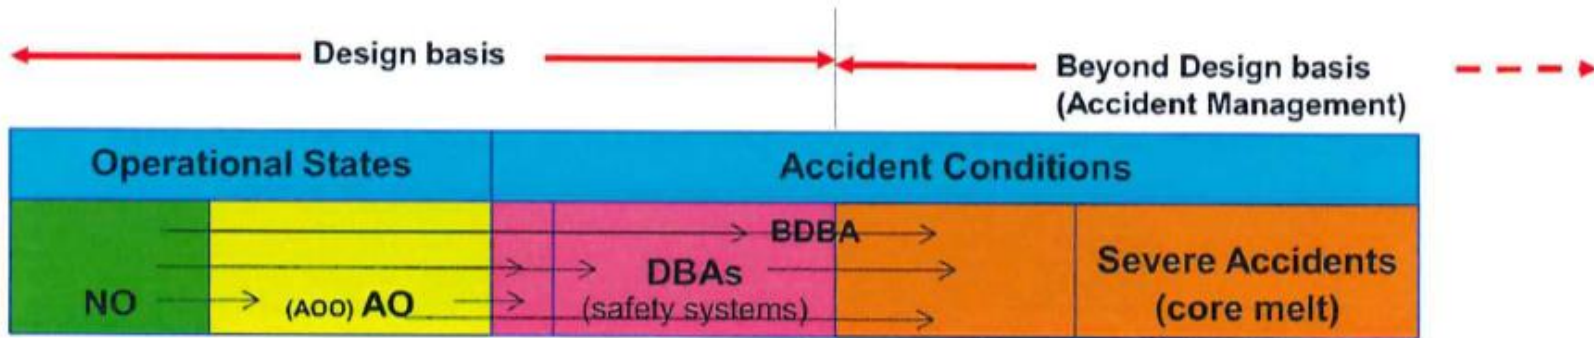 Design basis
Beyond Design basis
(Accident Management)
Operational States
Accident Conditions
BDBA
NO
(AOO) AO
DBAs
(safety systems)
Severe Accidents
(core melt)